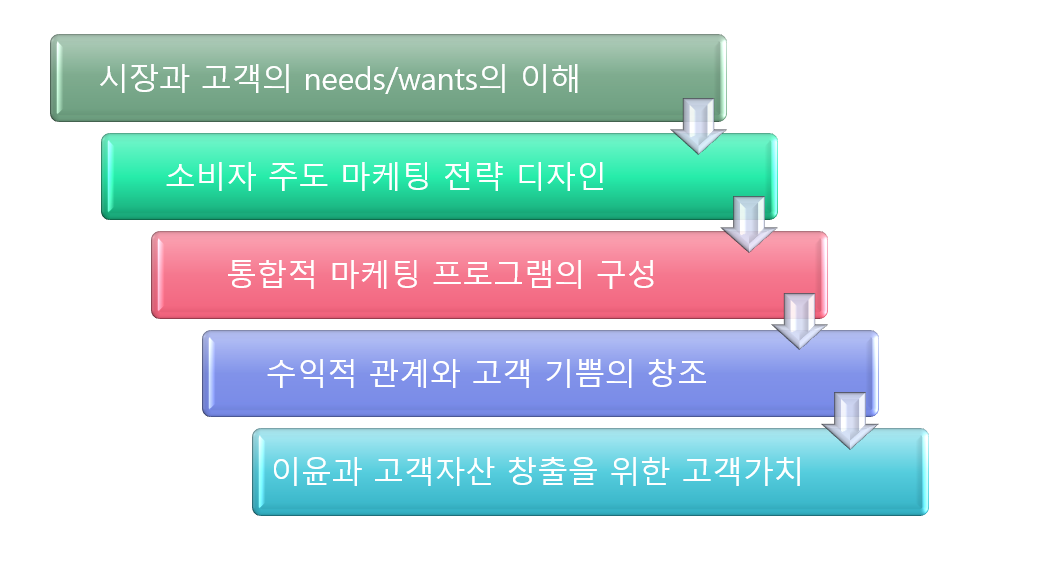 시장과 고객의 needs/wants의 이해
소비자 주도 마케팅 전략 디자인
통합적 마케팅 프로그램의 구성
수익적 관계와 고객 기쁨의 창조
이윤과 고객자산 창출을 위한 고객가치